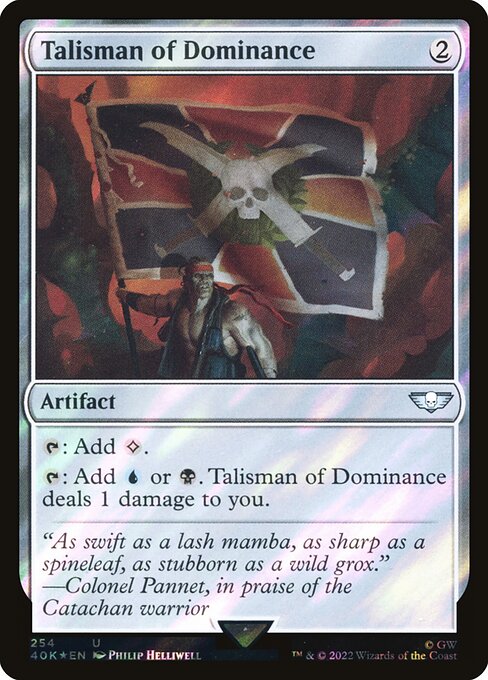 Talisman of Dominance 2
Artifact
: Add .
: Add or . Talisman of Dominance
deals 1 damage to you.
“As swift as a lash mamba, as sharp as a
spineleaf, as stubborn as a wild grox.”
—Colonel Pannet, in praise of the
Catachan warrior
254 U
40K★EN Philip Helliwell
© GW
™ & © 2022 Wizards of the Coast